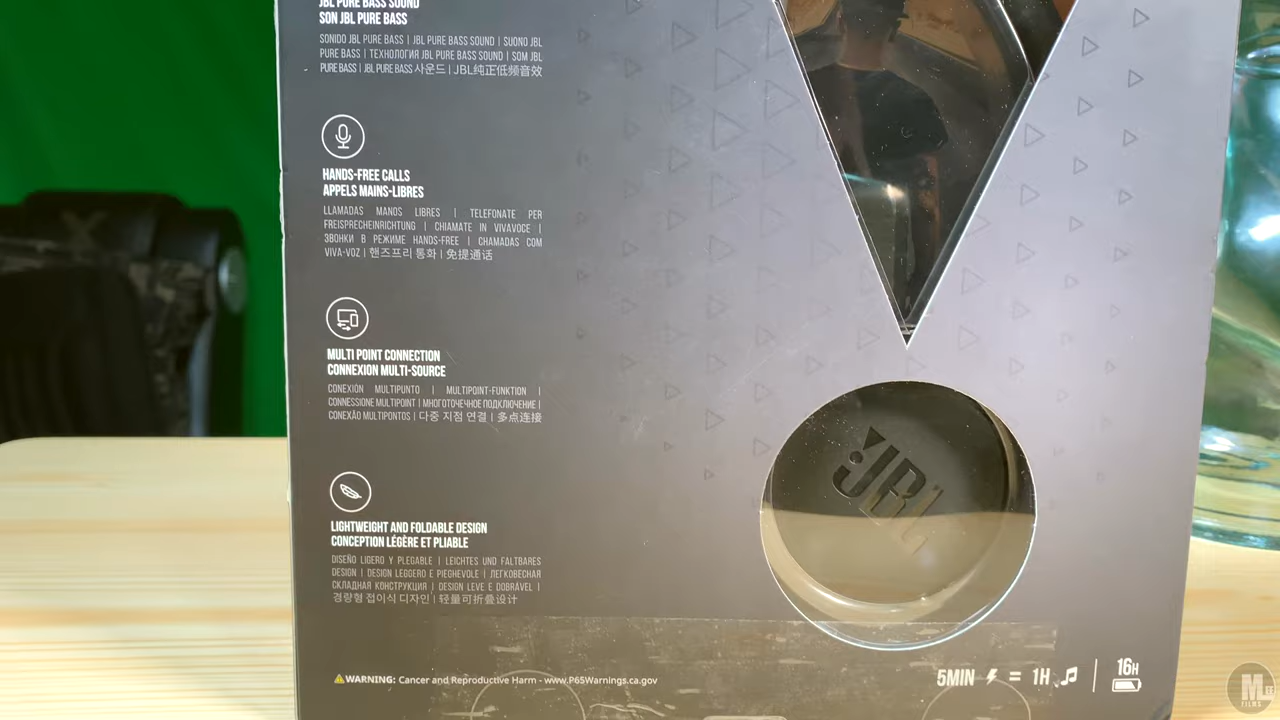 JBL PURE BASS SOUND
SON JBL PURE BASS
SONIDO JBL PURE BASS | JBL PURE BASS SOUND | SUONO JBL
PURE BASS | ТЕХНОЛОГИЯ JBL PURE BASS SOUND | SOM JBL
PURE BASS | JBL PURE BASS 사운드 | JBL纯正低频音效
HANDS-FREE CALLS
APPELS MAINS-LIBRES
LLAMADAS MANOS LIBRES | TELEFONATE PER
FREISPRECHEINRICHTUNG | CHIAMATE IN VIVAVOCE |
ЗВОНКИ В РЕЖИМЕ HANDS-FREE | CHAMADAS COM
VIVA-VOZ | 핸즈프리 통화 | 免提通话
MULTI POINT CONNECTION
CONNEXION MULTI-SOURCE
CONEXIÓN MULTIPUNTO | MULTIPOINT-FUNKTION |
CONNESSIONE MULTIPOINT | МНОГОТОЧЕЧНОЕ ПОДКЛЮЧЕНИЕ |
CONEXÃO MULTIPONTOS | 다중 지점 연결 | 多点连接
LIGHTWEIGHT AND FOLDABLE DESIGN
CONCEPTION LÉGÈRE ET PLIABLE
DISEÑO LIGERO Y PLEGABLE | LEICHTES UND FALTBARES
DESIGN | DESIGN LEGGERO E PIEGHEVOLE | ЛЕГКОВЕСНАЯ
СКЛАДНАЯ КОНСТРУКЦИЯ | DESIGN LEVE E DOBRÁVEL |
경량형 접이식 디자인 | 轻量可折叠设计
JBL
WARNING: Cancer and Reproductive Harm - www.P65Warnings.ca.gov
5MIN = 1H
16H
FILMS